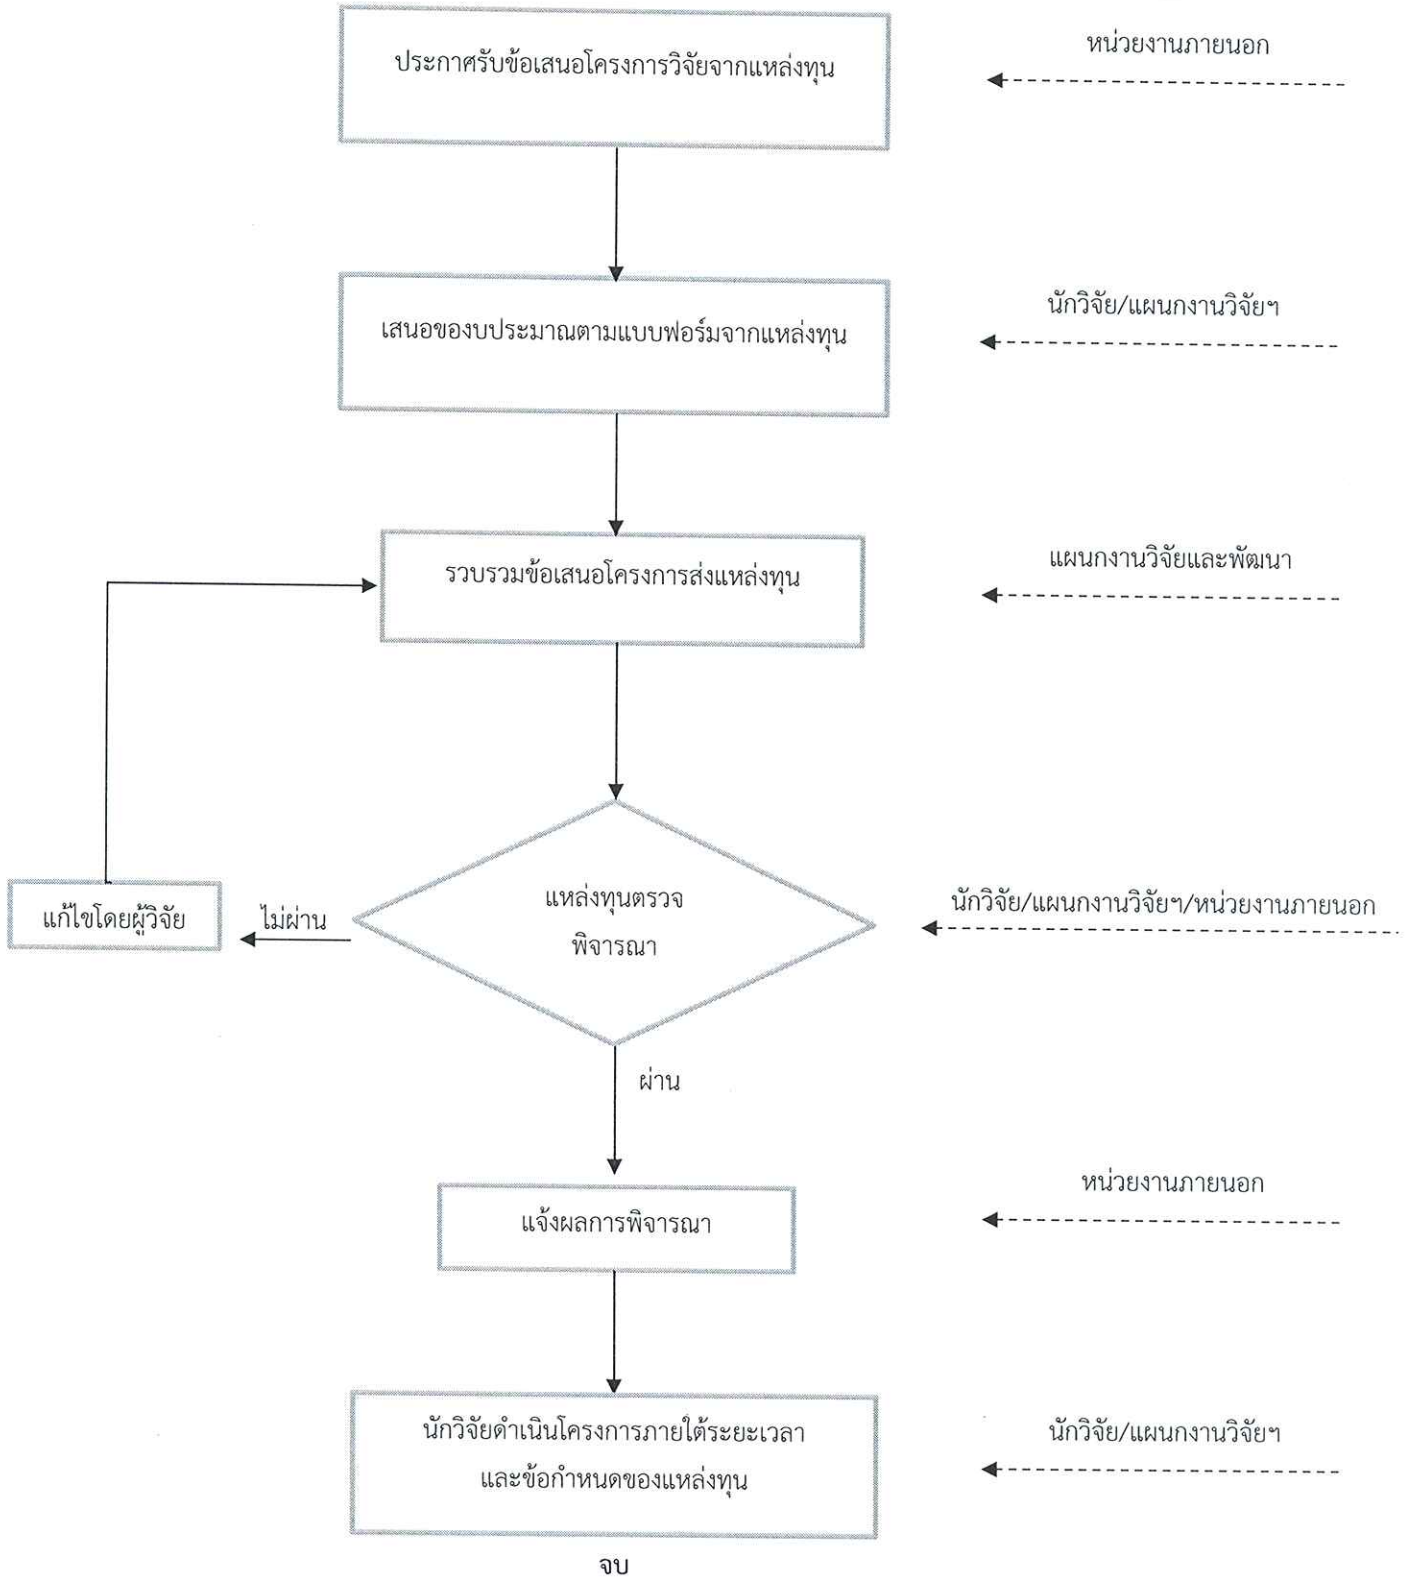 ประกาศรับข้อเสนอโครงการวิจัยจากแหล่งทุน
หน่วยงานภายนอก
เสนอของบประมาณตามแบบฟอร์มจากแหล่งทุน
นักวิจัย/แผนกงานวิจัยฯ
รวบรวมข้อเสนอโครงการส่งแหล่งทุน
แผนกงานวิจัยและพัฒนา
แหล่งทุนตรวจ
พิจารณา
นักวิจัย/แผนกงานวิจัยฯ/หน่วยงานภายนอก
ไม่ผ่าน
แก้ไขโดยผู้วิจัย
ผ่าน
แจ้งผลการพิจารณา
หน่วยงานภายนอก
นักวิจัยดำเนินโครงการภายใต้ระยะเวลา
และข้อกำหนดของแหล่งทุน
นักวิจัย/แผนกงานวิจัยฯ
จบ